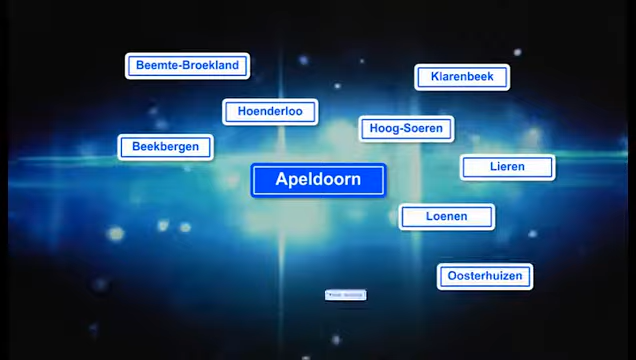 Beemte-Broekland
Klarenbeek
Hoenderloo
Hoog-Soeren
Beekbergen
Lieren
Apeldoorn
Loenen
Oosterhuizen